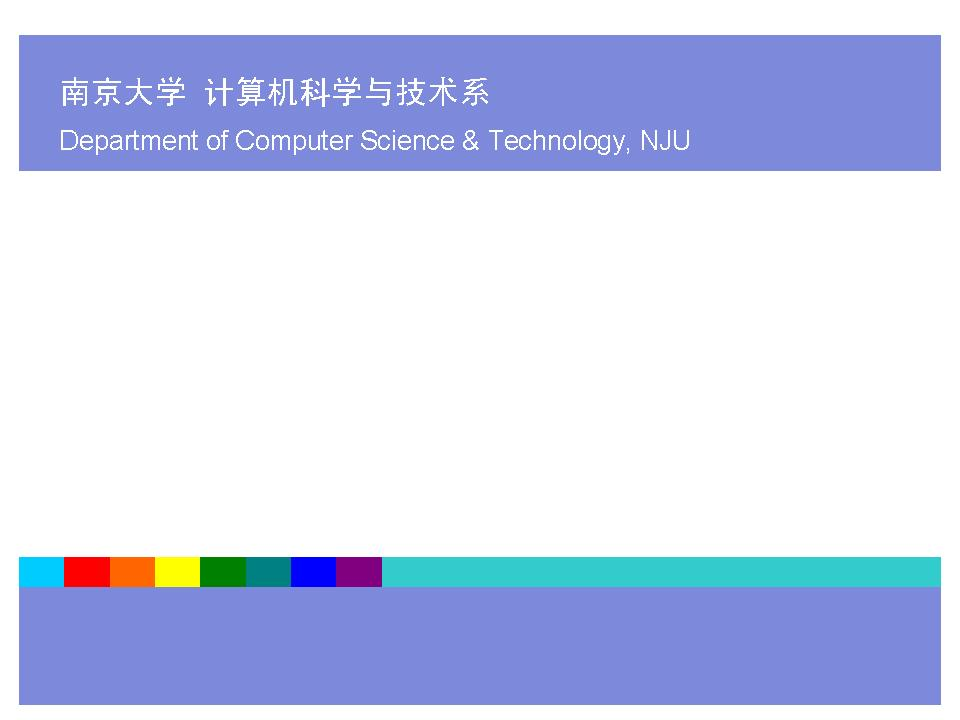 南京大学 计算机科学与技术系
Department of Computer Science & Technology, NJU